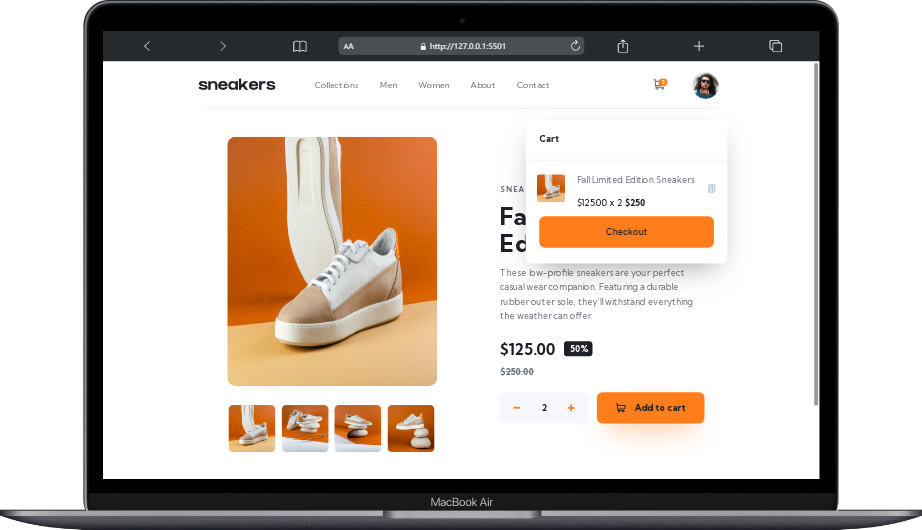 AA
http://127.0.0.1:5501
sneakers
Collections Men Women About Contact
2
Cart
Fall Limited Edition Sneakers
$125.00 x 2 $250
Checkout
SNEA
Fa
Ed
These low-profile sneakers are your perfect
casual wear companion. Featuring a durable
rubber outer sole, they'll withstand everything
the weather can offer.
$125.00 50%
$250.00
− 2 + Add to cart
MacBook Air